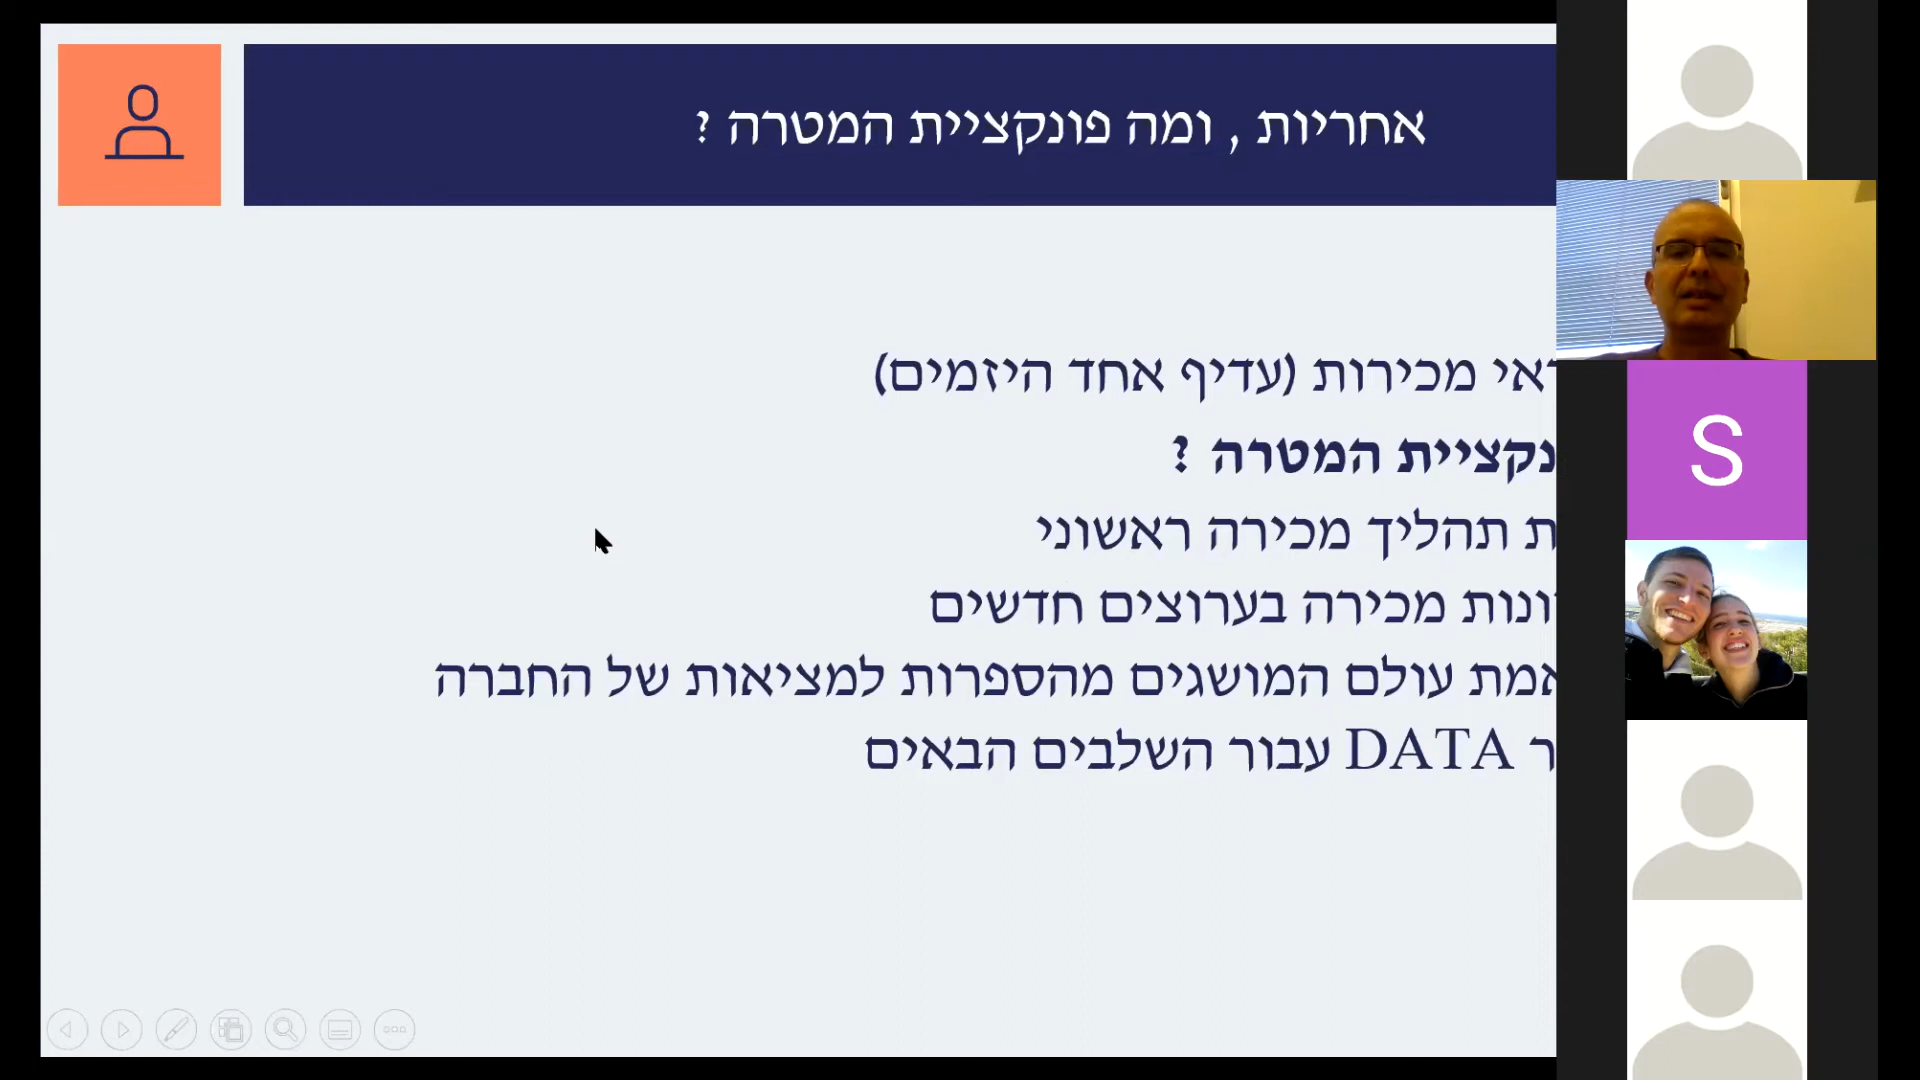 אחריות , ומה פונקציית המטרה ?
מכירות (עדיף אחד היזמים)
המטרה ?
תהליך מכירה ראשוני
מכירה בערוצים חדשים
עולם המושגים מהספרות למציאות של החברה
DATA עבור השלבים הבאים
S